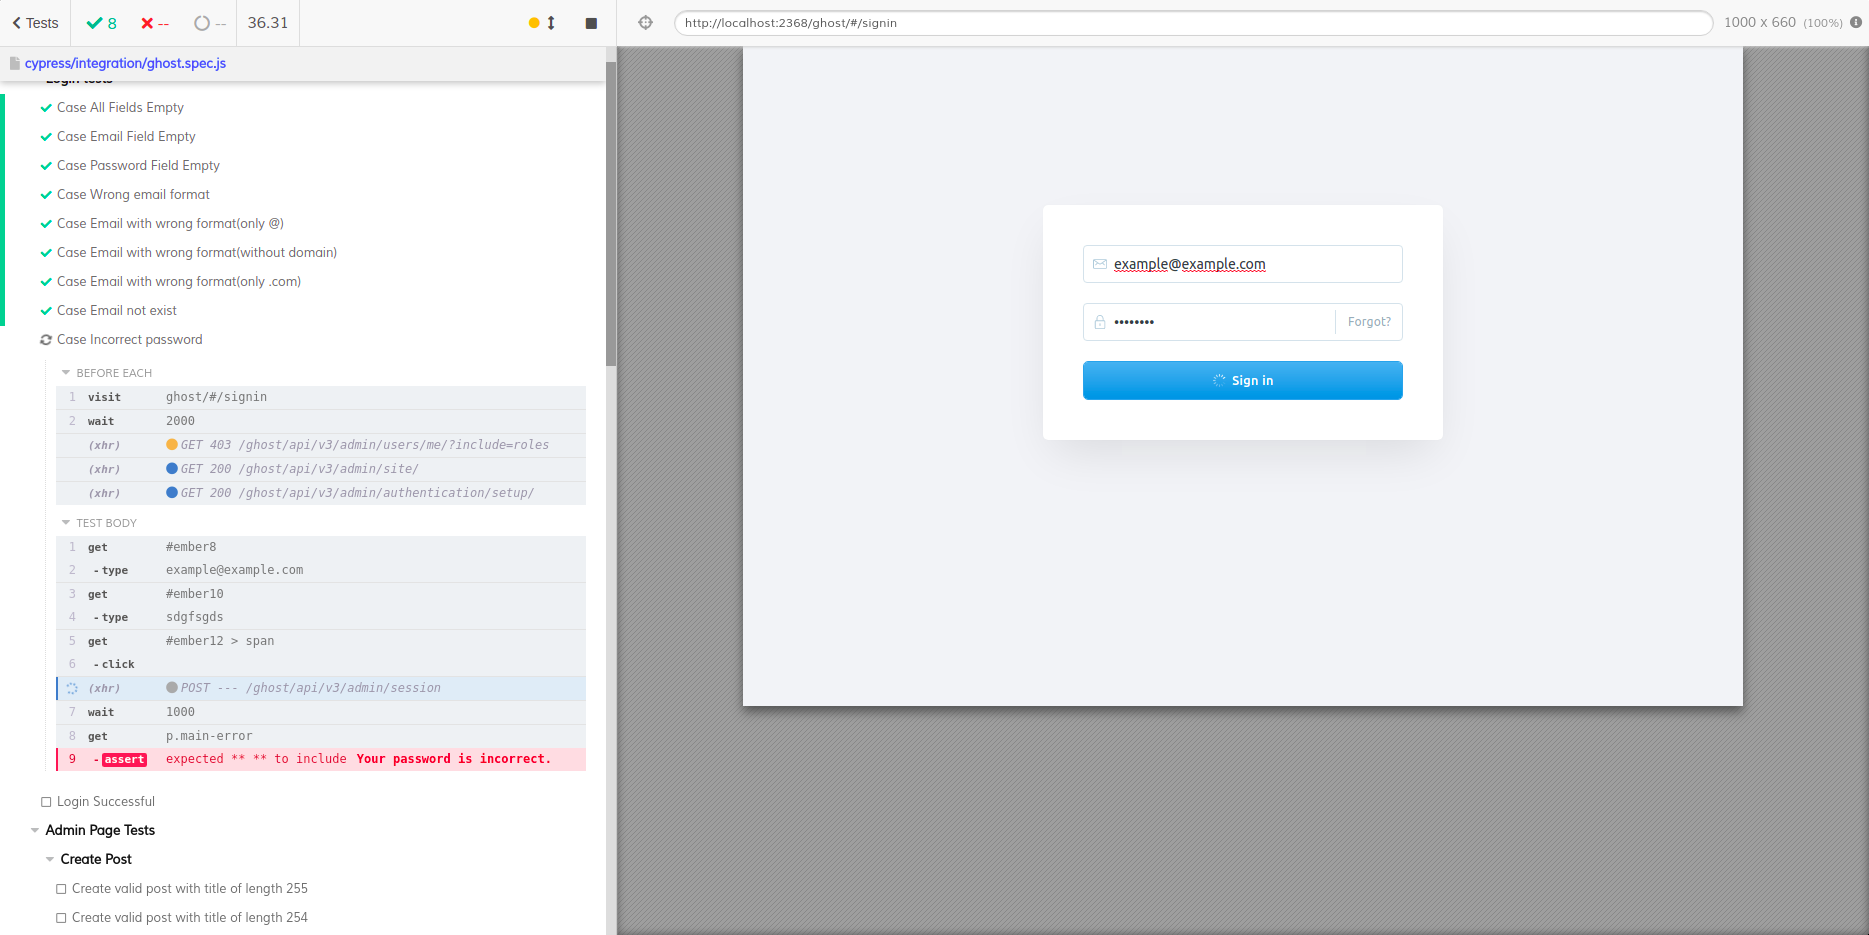 Tests
8
--
--
36.31
http://localhost:2368/ghost/#/signin
1000 x 660 (100%)
cypress/integration/ghost.spec.js
Login tests
Case All Fields Empty
Case Email Field Empty
Case Password Field Empty
Case Wrong email format
Case Email with wrong format(only @)
Case Email with wrong format(without domain)
Case Email with wrong format(only .com)
Case Email not exist
Case Incorrect password
BEFORE EACH
1 visit ghost/#/signin
2 wait 2000
(xhr) GET 403 /ghost/api/v3/admin/users/me/?include=roles
(xhr) GET 200 /ghost/api/v3/admin/site/
(xhr) GET 200 /ghost/api/v3/admin/authentication/setup/
TEST BODY
1 get #ember8
2 -type example@example.com
3 get #ember10
4 -type sdgfsgds
5 get #ember12 > span
6 -click
(xhr) POST --- /ghost/api/v3/admin/session
7 wait 1000
8 get p.main-error
9 -assert expected ** ** to include Your password is incorrect.
Login Successful
Admin Page Tests
Create Post
Create valid post with title of length 255
Create valid post with title of length 254
example@example.com
••••••••
Forgot?
Sign in